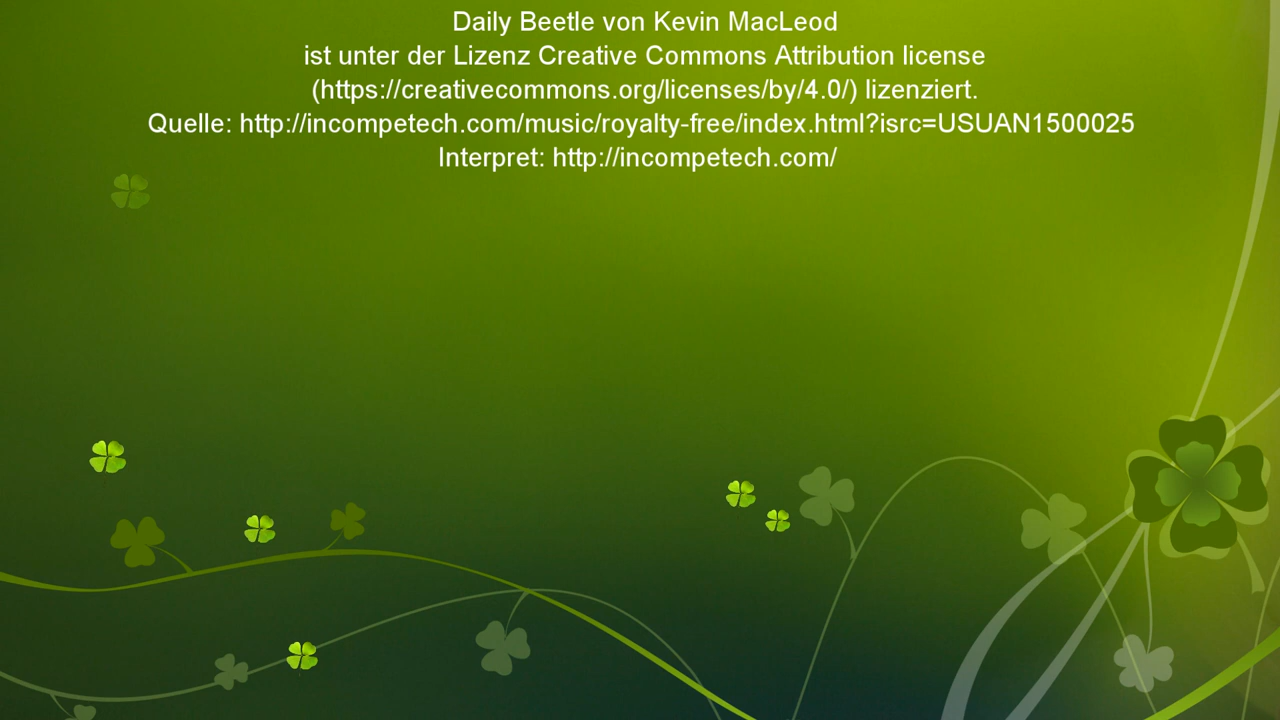 Daily Beetle von Kevin MacLeod
ist unter der Lizenz Creative Commons Attribution license
(https://creativecommons.org/licenses/by/4.0/) lizenziert.
Quelle: http://incompetech.com/music/royalty-free/index.html?isrc=USUAN1500025
Interpret: http://incompetech.com/